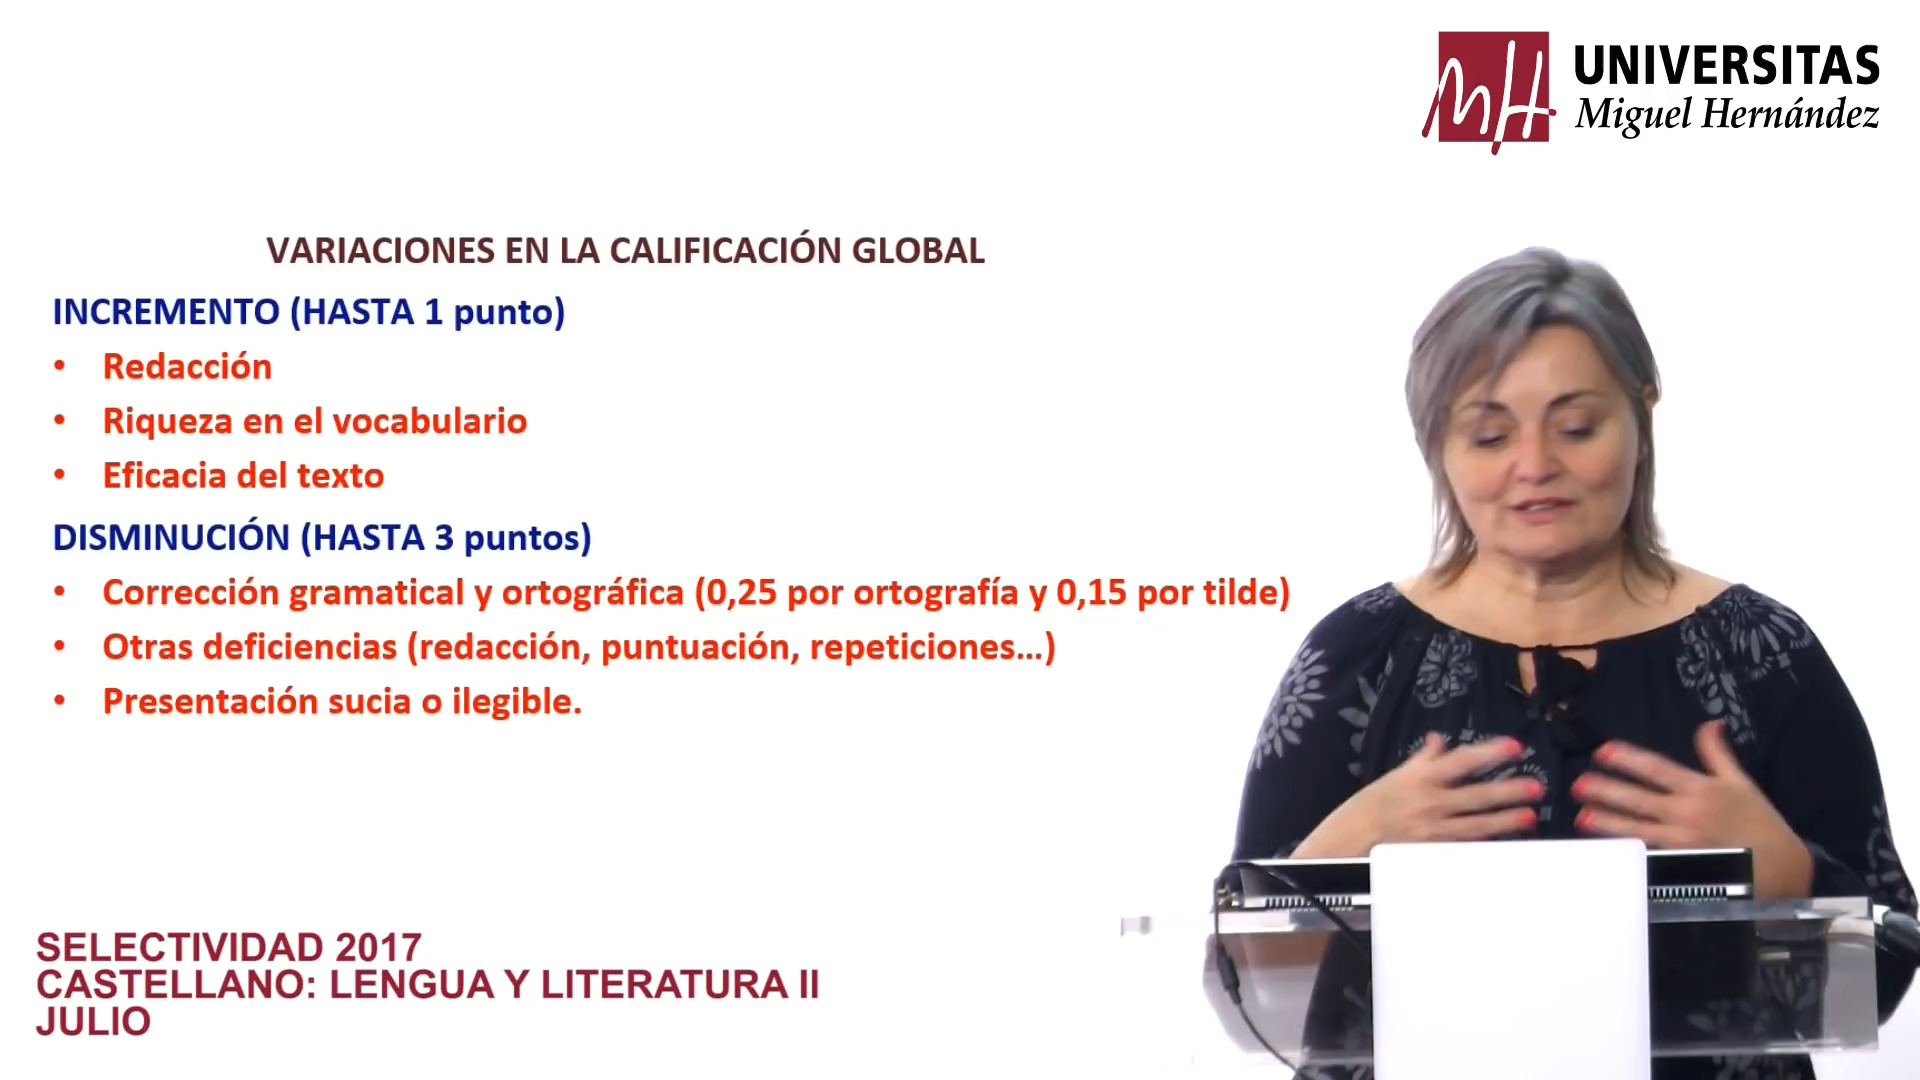 UNIVERSITAS
Miguel Hernández
VARIACIONES EN LA CALIFICACIÓN GLOBAL
INCREMENTO (HASTA 1 punto)
• Redacción
• Riqueza en el vocabulario
• Eficacia del texto
DISMINUCIÓN (HASTA 3 puntos)
• Corrección gramatical y ortográfica (0,25 por ortografía y 0,15 por tilde)
• Otras deficiencias (redacción, puntuación, repeticiones...)
• Presentación sucia o ilegible.
SELECTIVIDAD 2017
CASTELLANO: LENGUA Y LITERATURA II
JULIO